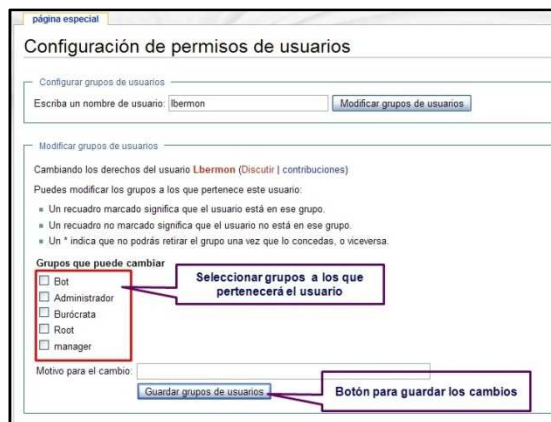 página especial
Configuración de permisos de usuarios
Configurar grupos de usuarios
Escriba un nombre de usuario: lbermon Modificar grupos de usuarios
Modificar grupos de usuarios
Cambiando los derechos del usuario Lbermon (Discutir | contribuciones)
Puedes modificar los grupos a los que pertenece este usuario:
Un recuadro marcado significa que el usuario está en ese grupo.
Un recuadro no marcado significa que el usuario no está en ese grupo.
Un * indica que no podrás retirar el grupo una vez que lo concedas, o viceversa.
Grupos que puede cambiar
Bot
Administrador
Burócrata
Root
manager
Seleccionar grupos a los que
pertenecerá el usuario
Motivo para el cambio:
Guardar grupos de usuarios
Botón para guardar los cambios